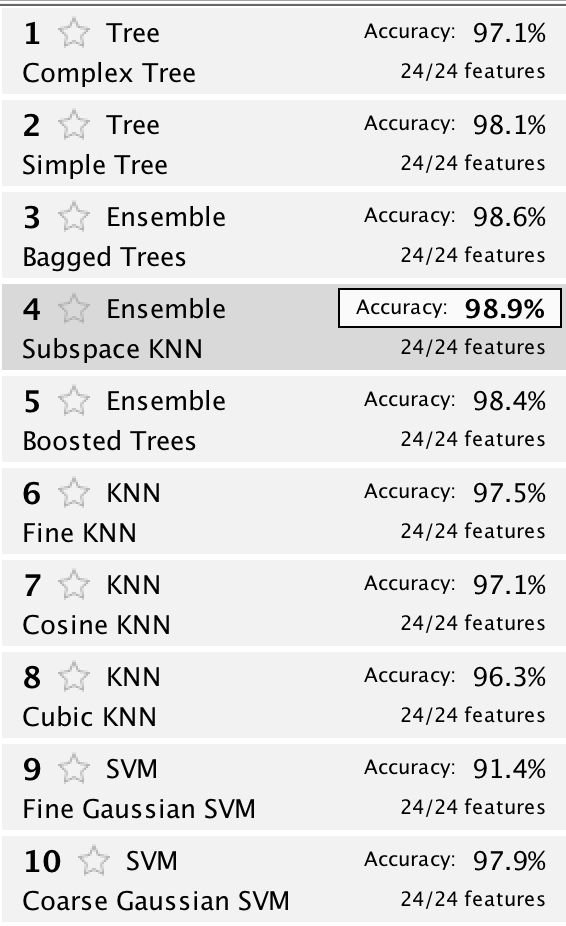 1 Tree Accuracy: 97.1%
Complex Tree 24/24 features
2 Tree Accuracy: 98.1%
Simple Tree 24/24 features
3 Ensemble Accuracy: 98.6%
Bagged Trees 24/24 features
4 Ensemble Accuracy: 98.9%
Subspace KNN 24/24 features
5 Ensemble Accuracy: 98.4%
Boosted Trees 24/24 features
6 KNN Accuracy: 97.5%
Fine KNN 24/24 features
7 KNN Accuracy: 97.1%
Cosine KNN 24/24 features
8 KNN Accuracy: 96.3%
Cubic KNN 24/24 features
9 SVM Accuracy: 91.4%
Fine Gaussian SVM 24/24 features
10 SVM Accuracy: 97.9%
Coarse Gaussian SVM 24/24 features